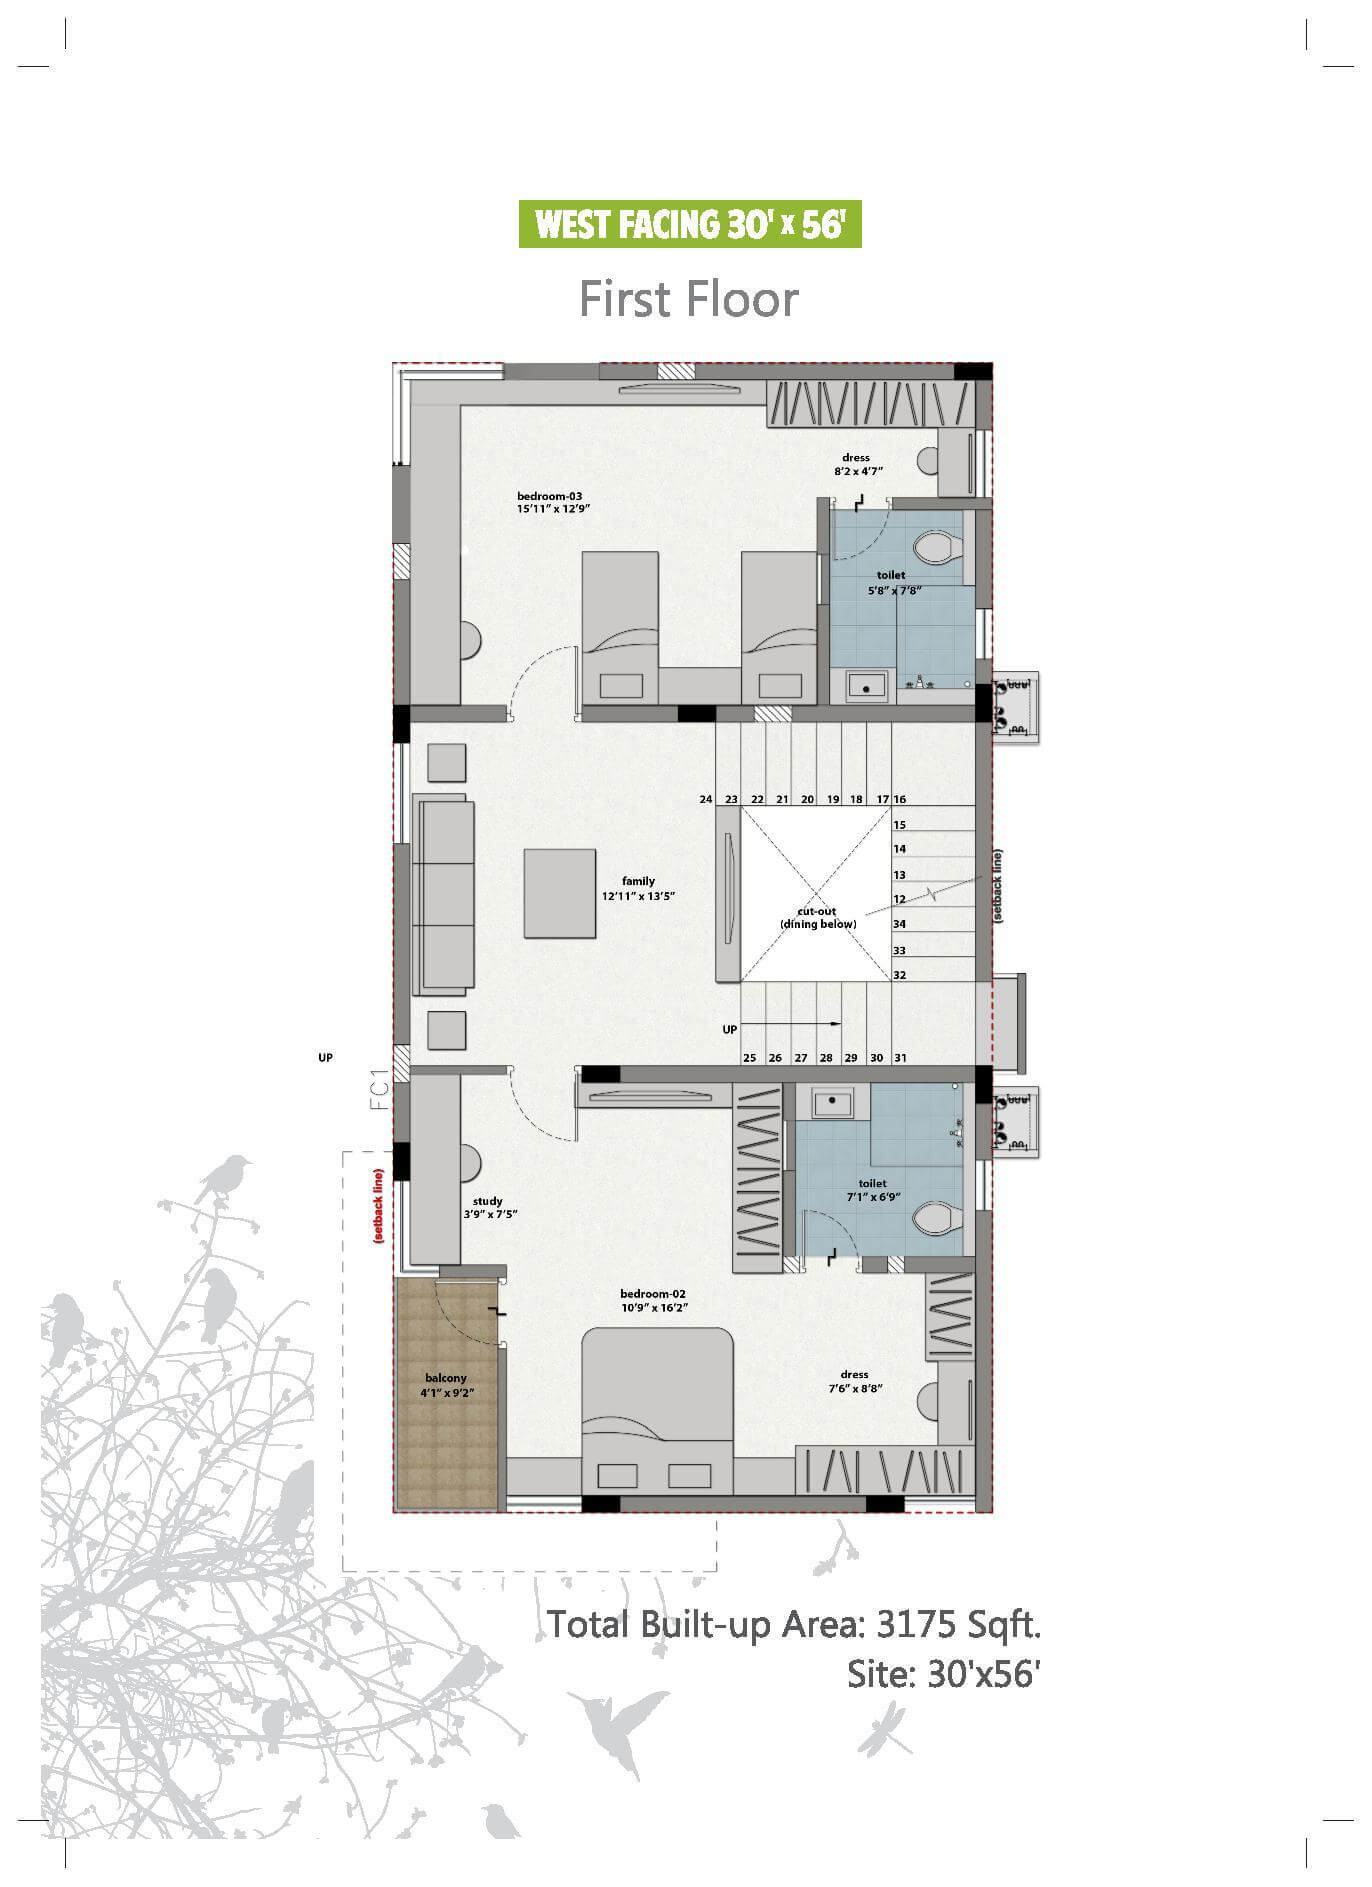 WEST FACING 30' x 56'
First Floor
dress
8'2 x 4'7"
bedroom-03
15'11" x 12'9"
toilet
5'8" x 7'8"
24 23 22 21 20 19 18 17 16
15
14
13
12
34
33
32
family
12'11" x 13'5"
cut-out
(dining below)
(setback line)
UP
25 26 27 28 29 30 31
UP
FC1
(setback line)
study
3'9" x 7'5"
toilet
7'1" x 6'9"
bedroom-02
10'9" x 16'2"
balcony
4'1" x 9'2"
dress
7'6" x 8'8"
Total Built-up Area: 3175 Sqft.
Site: 30'x56'